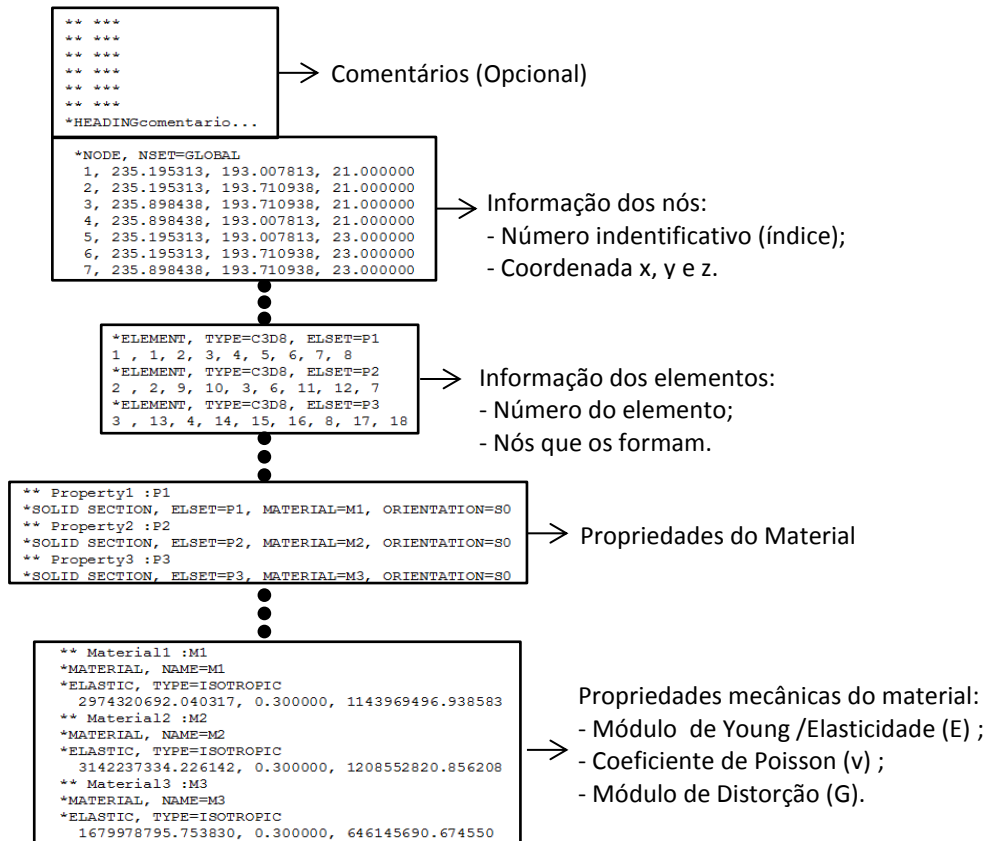 ** ***
** ***
** ***
** ***
** ***
** ***
*HEADINGcomentario...
Comentários (Opcional)
*NODE, NSET=GLOBAL
1, 235.195313, 193.007813, 21.000000
2, 235.195313, 193.710938, 21.000000
3, 235.898438, 193.710938, 21.000000
4, 235.898438, 193.007813, 21.000000
5, 235.195313, 193.007813, 23.000000
6, 235.195313, 193.710938, 23.000000
7, 235.898438, 193.710938, 23.000000
Informação dos nós:
- Número indentificativo (índice);
- Coordenada x, y e z.
*ELEMENT, TYPE=C3D8, ELSET=P1
1 , 1, 2, 3, 4, 5, 6, 7, 8
*ELEMENT, TYPE=C3D8, ELSET=P2
2 , 2, 9, 10, 3, 6, 11, 12, 7
*ELEMENT, TYPE=C3D8, ELSET=P3
3 , 13, 4, 14, 15, 16, 8, 17, 18
Informação dos elementos:
- Número do elemento;
- Nós que os formam.
** Property1 :P1
*SOLID SECTION, ELSET=P1, MATERIAL=M1, ORIENTATION=S0
** Property2 :P2
*SOLID SECTION, ELSET=P2, MATERIAL=M2, ORIENTATION=S0
** Property3 :P3
*SOLID SECTION, ELSET=P3, MATERIAL=M3, ORIENTATION=S0
Propriedades do Material
** Material1 :M1
*MATERIAL, NAME=M1
*ELASTIC, TYPE=ISOTROPIC
2974320692.040317, 0.300000, 1143969496.938583
** Material2 :M2
*MATERIAL, NAME=M2
*ELASTIC, TYPE=ISOTROPIC
3142237334.226142, 0.300000, 1208552820.856208
** Material3 :M3
*MATERIAL, NAME=M3
*ELASTIC, TYPE=ISOTROPIC
1679978795.753830, 0.300000, 646145690.674550
Propriedades mecânicas do material:
- Módulo de Young /Elasticidade (E) ;
- Coeficiente de Poisson (v) ;
- Módulo de Distorção (G).